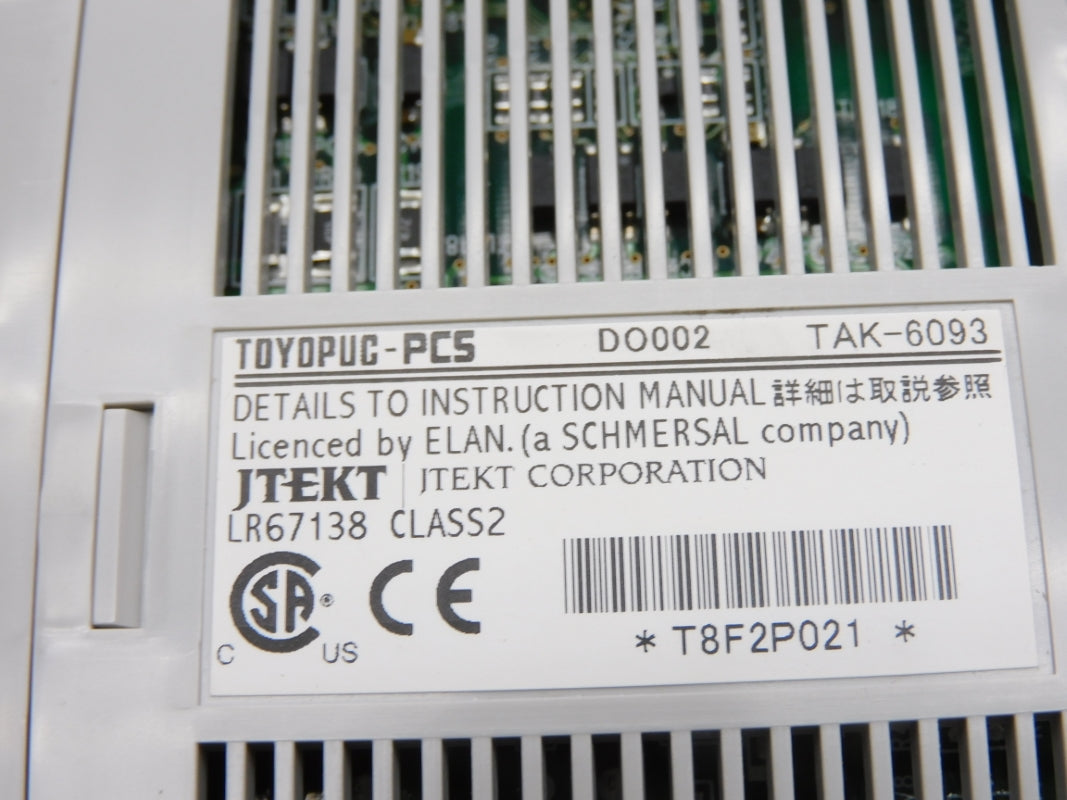 TOYOPUC-PCS DO002 TAK-6093
DETAILS TO INSTRUCTION MANUAL 詳細は取説参照
Licenced by ELAN. (a SCHMERSAL company)
JTEKT JTEKT CORPORATION
LR67138 CLASS2
C SA ® US CE
* T8F2P021 *